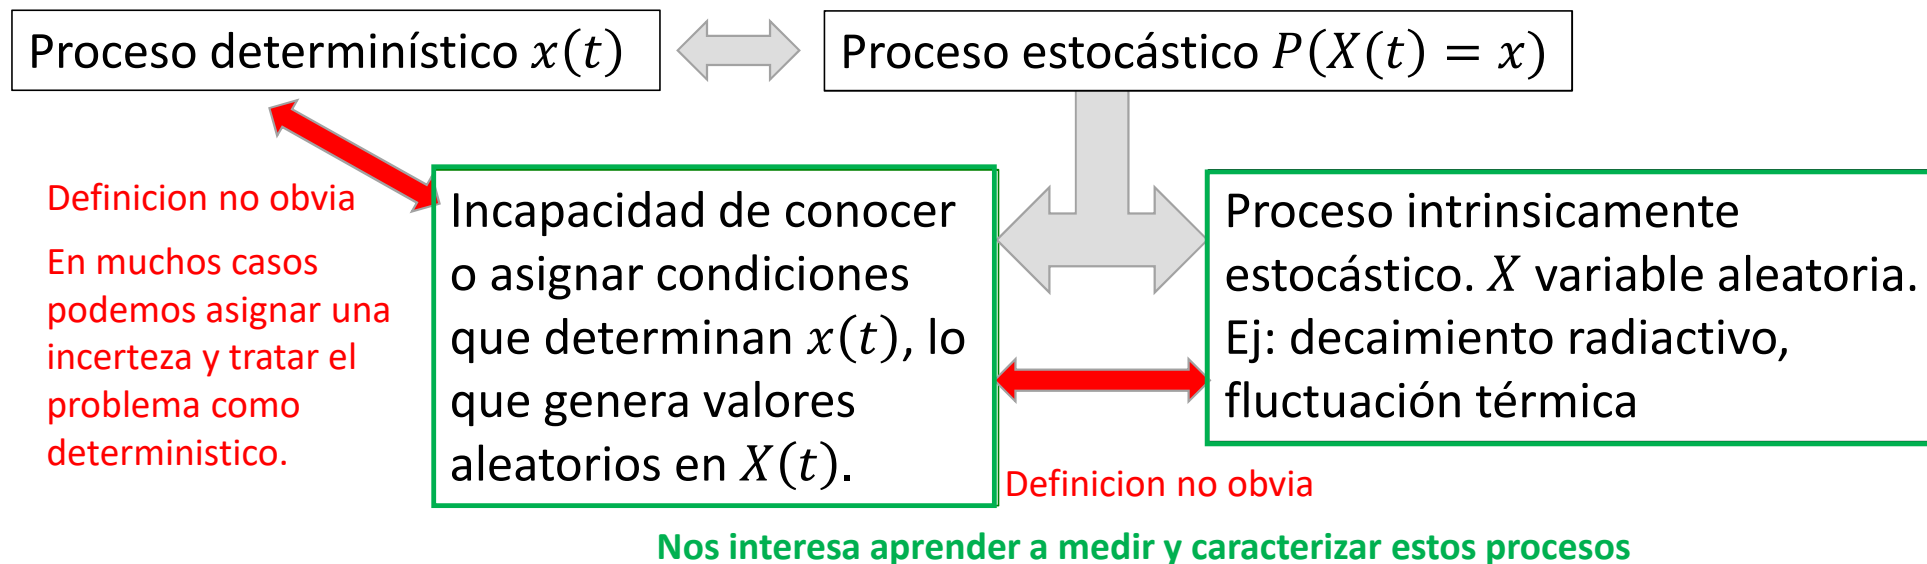 Proceso determinístico x(t)
Proceso estocástico P(X(t) = x)
Definicion no obvia
En muchos casos
podemos asignar una
incerteza y tratar el
problema como
deterministico.
Incapacidad de conocer
o asignar condiciones
que determinan x(t), lo
que genera valores
aleatorios en X(t).
Proceso intrinsicamente
estocástico. X variable aleatoria.
Ej: decaimiento radiactivo,
fluctuación térmica
Definicion no obvia
Nos interesa aprender a medir y caracterizar estos procesos